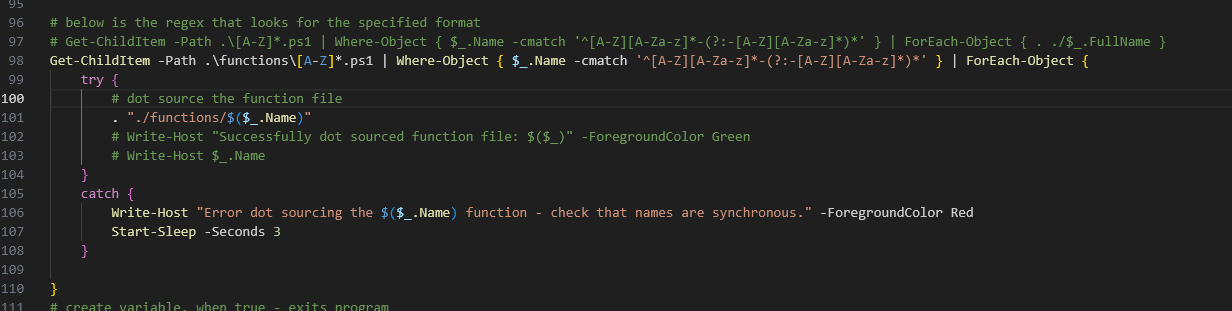 95
96 # below is the regex that looks for the specified format
97 # Get-ChildItem -Path .\[A-Z]*.ps1 | Where-Object { $_.Name -cmatch '^[A-Z][A-Za-z]*-(?:-[A-Z][A-Za-z]*)*' } | ForEach-Object { . ./$_.FullName }
98 Get-ChildItem -Path .\functions\[A-Z]*.ps1 | Where-Object { $_.Name -cmatch '^[A-Z][A-Za-z]*-(?:-[A-Z][A-Za-z]*)*' } | ForEach-Object {
99     try {
100         # dot source the function file
101         . "./functions/$($_.Name)"
102         # Write-Host "Successfully dot sourced function file: $($_)" -ForegroundColor Green
103         # Write-Host $_.Name
104     }
105     catch {
106         Write-Host "Error dot sourcing the $($_.Name) function - check that names are synchronous." -ForegroundColor Red
107         Start-Sleep -Seconds 3
108     }
109
110 }
111 # create variable, when true - exits program